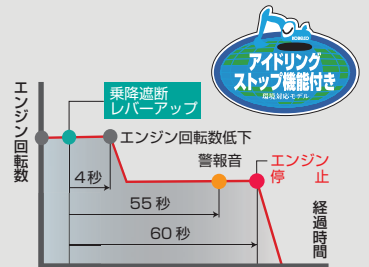 KOBELCO
アイドリング
ストップ機能付き
環境対応モデル
エンジン回転数
乗降遮断
レバーアップ
エンジン回転数低下
警報音
エンジン
停止
4秒
55秒
60秒
経過時間